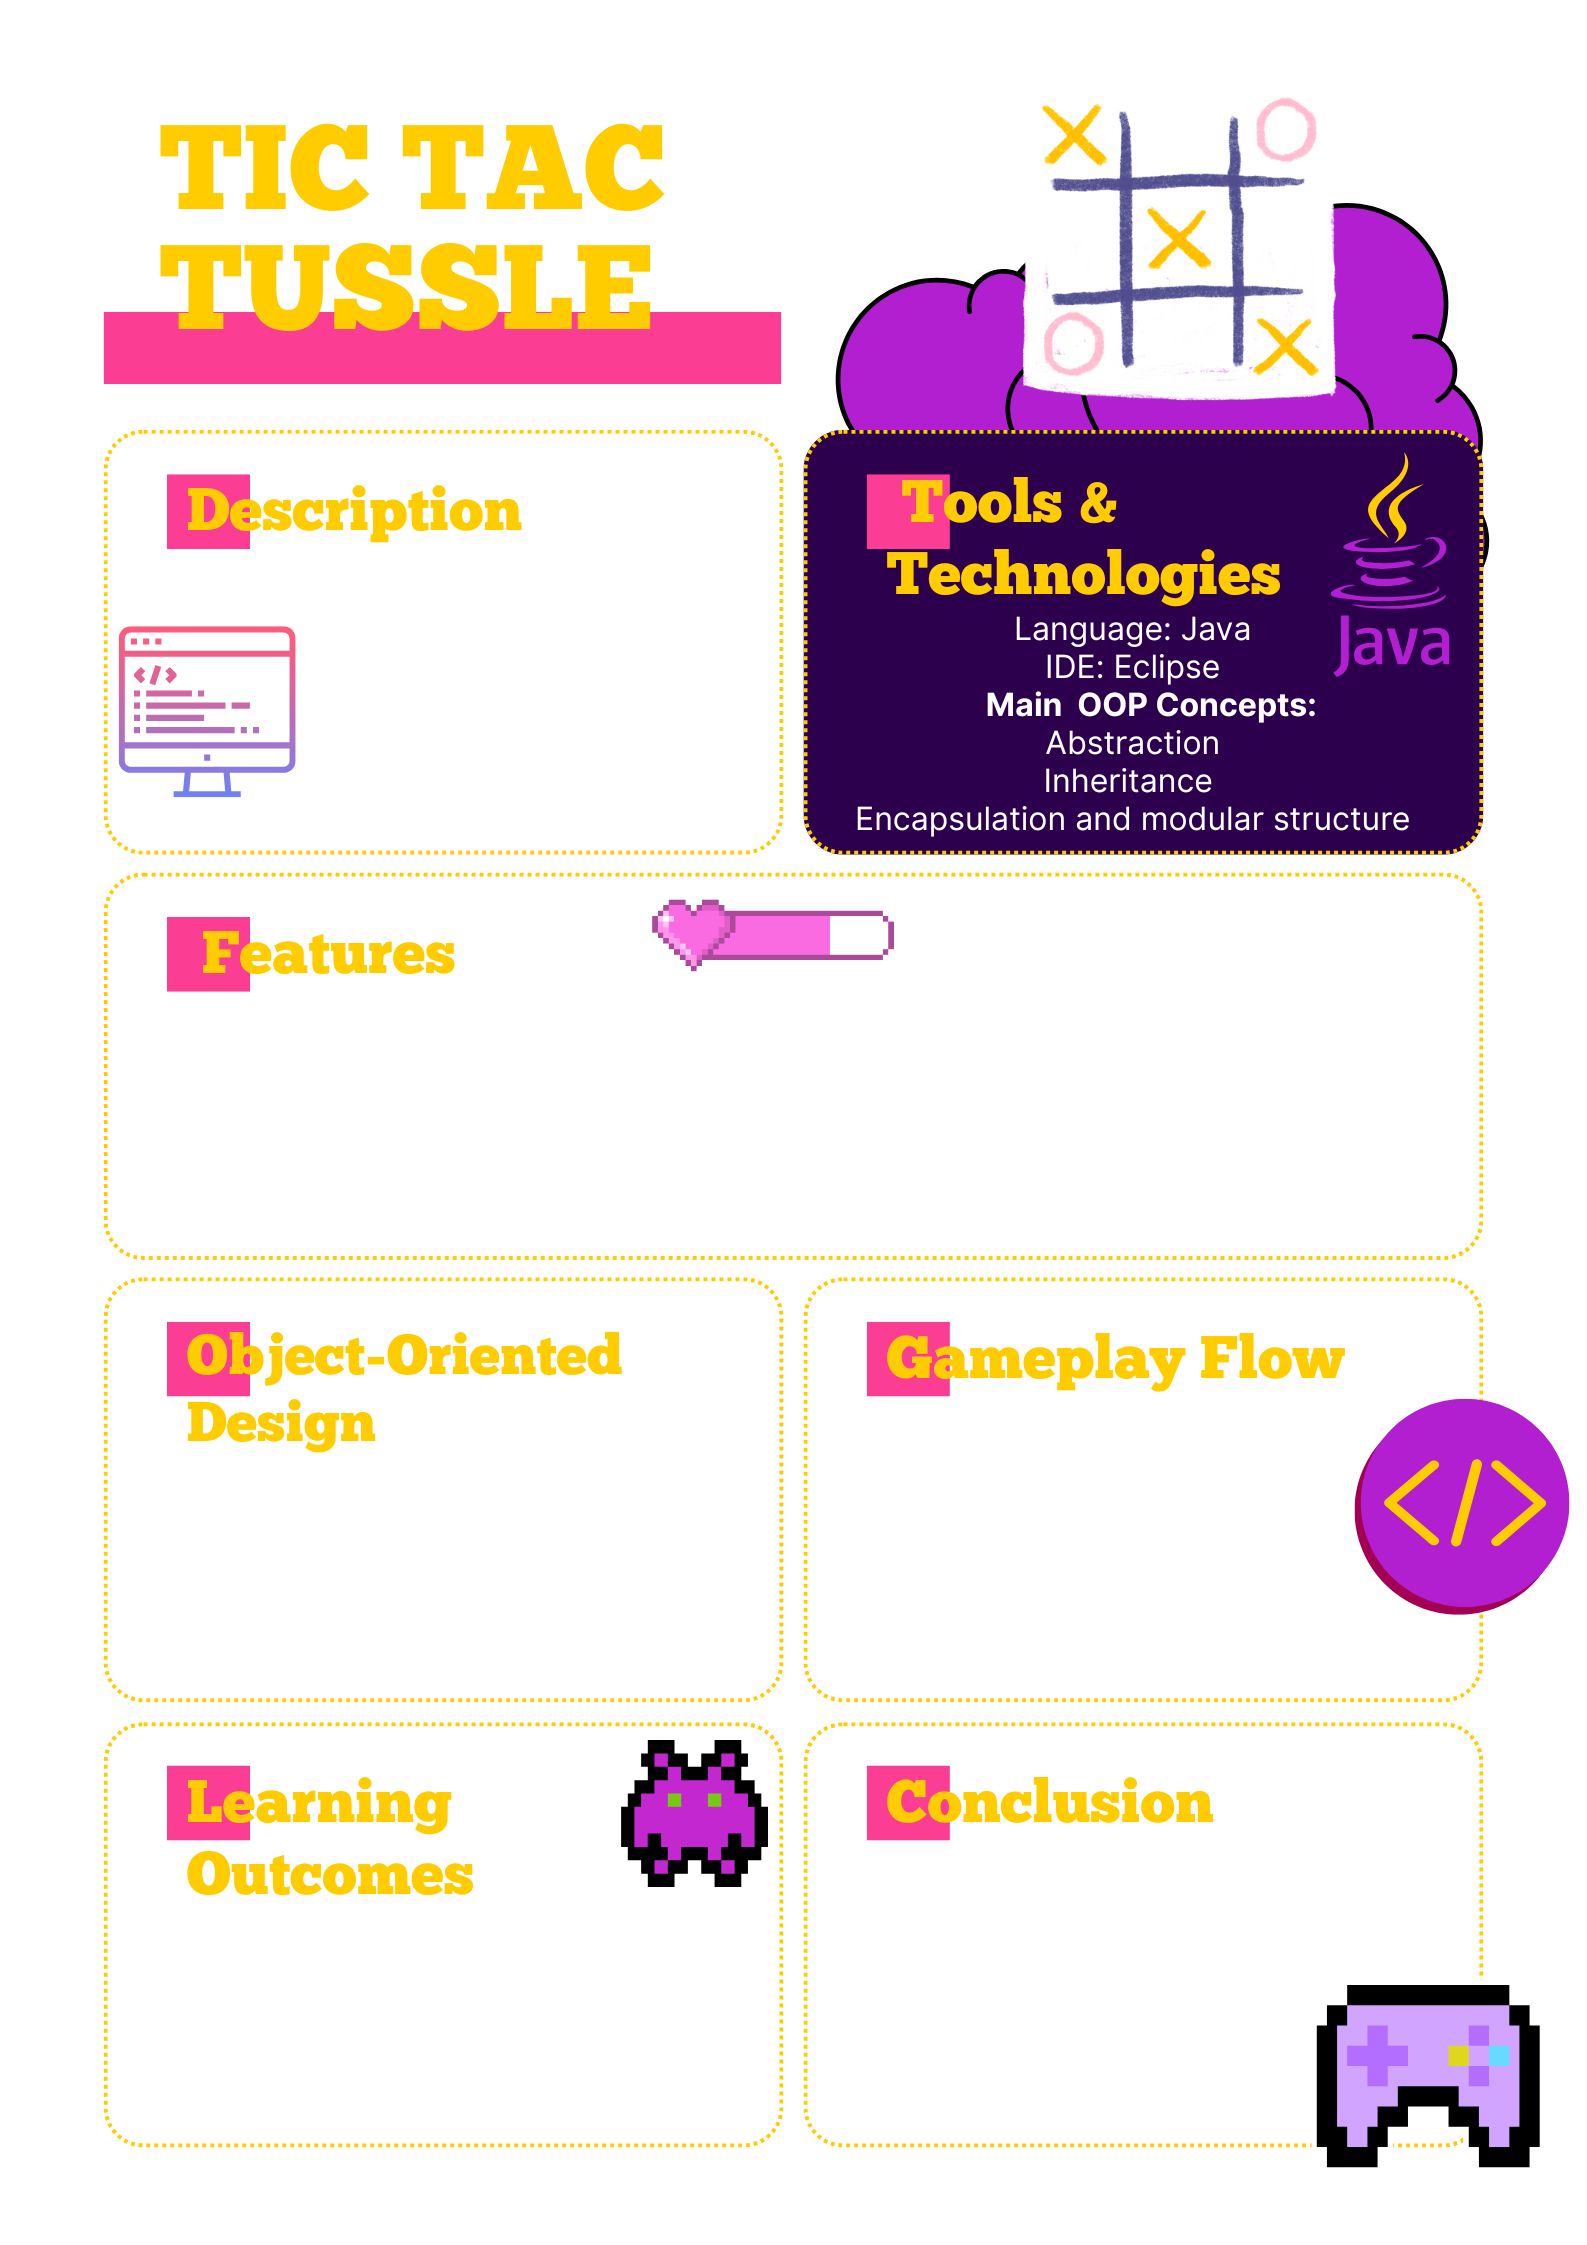 TIC TAC
TUSSLE
Description
Tools &
Technologies
Language: Java
IDE: Eclipse
Main OOP Concepts:
Abstraction
Inheritance
Encapsulation and modular structure
Java
Features
Object-Oriented
Design
Gameplay Flow
Learning
Outcomes
Conclusion